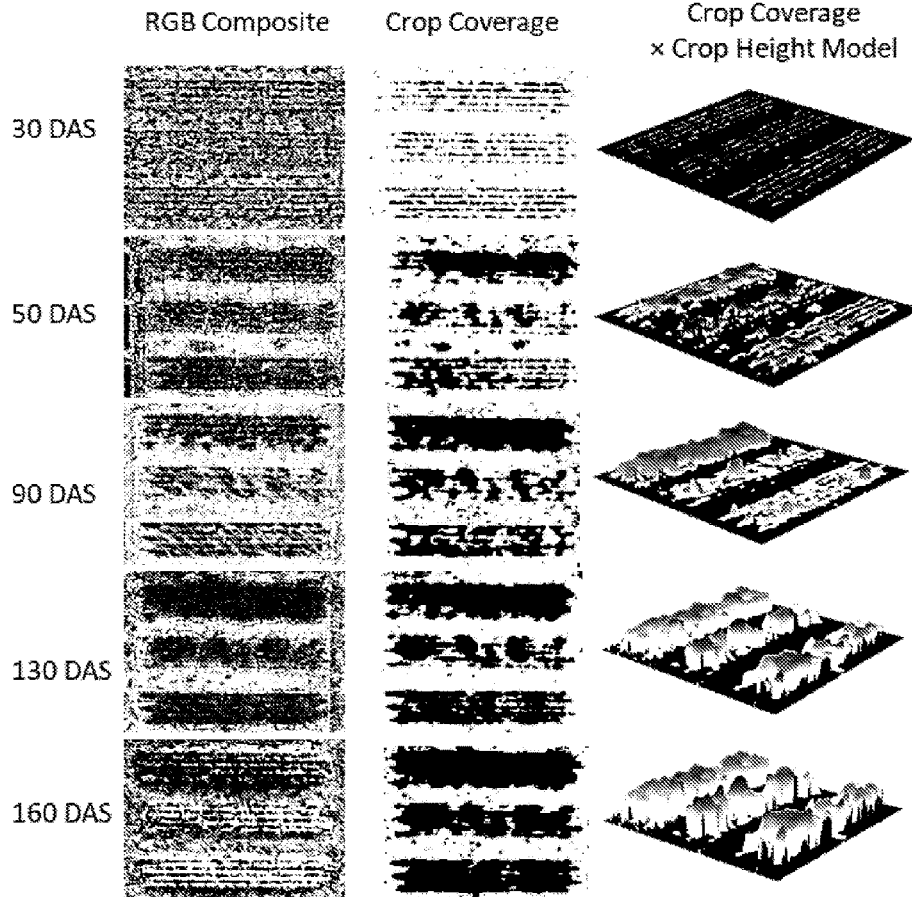 RGB Composite
Crop Coverage
Crop Coverage
× Crop Height Model
30 DAS
50 DAS
90 DAS
130 DAS
160 DAS